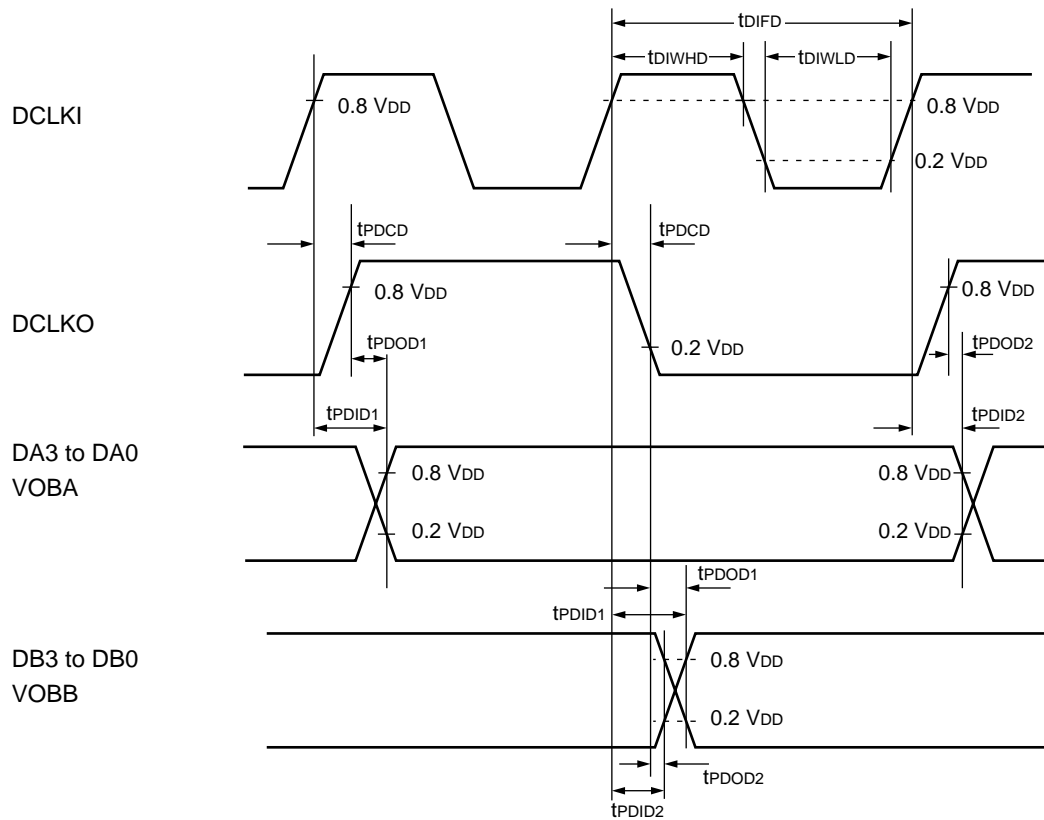 tDIFD
tDIWHD
tDIWLD
DCLKI
0.8 VDD
0.8 VDD
0.2 VDD
tPDCD
tPDCD
0.8 VDD
0.8 VDD
DCLKO
0.2 VDD
tPDOD1
tPDOD2
tPDID1
tPDID2
DA3 to DA0
VOBA
0.8 VDD
0.8 VDD
0.2 VDD
0.2 VDD
tPDOD1
tPDID1
DB3 to DB0
VOBB
0.8 VDD
0.2 VDD
tPDOD2
tPDID2